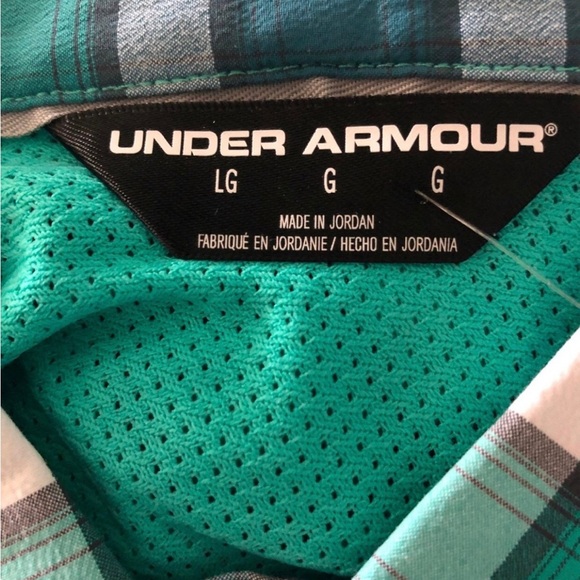 UNDER ARMOUR®
LG G G
MADE IN JORDAN
FABRIQUÉ EN JORDANIE / HECHO EN JORDANIA